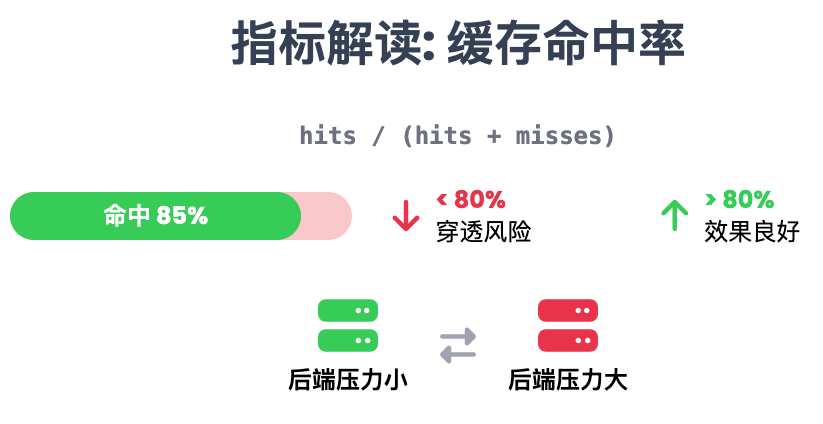 指标解读: 缓存命中率
hits / (hits + misses)
命中 85%
< 80%
穿透风险
> 80%
效果良好
后端压力小
后端压力大